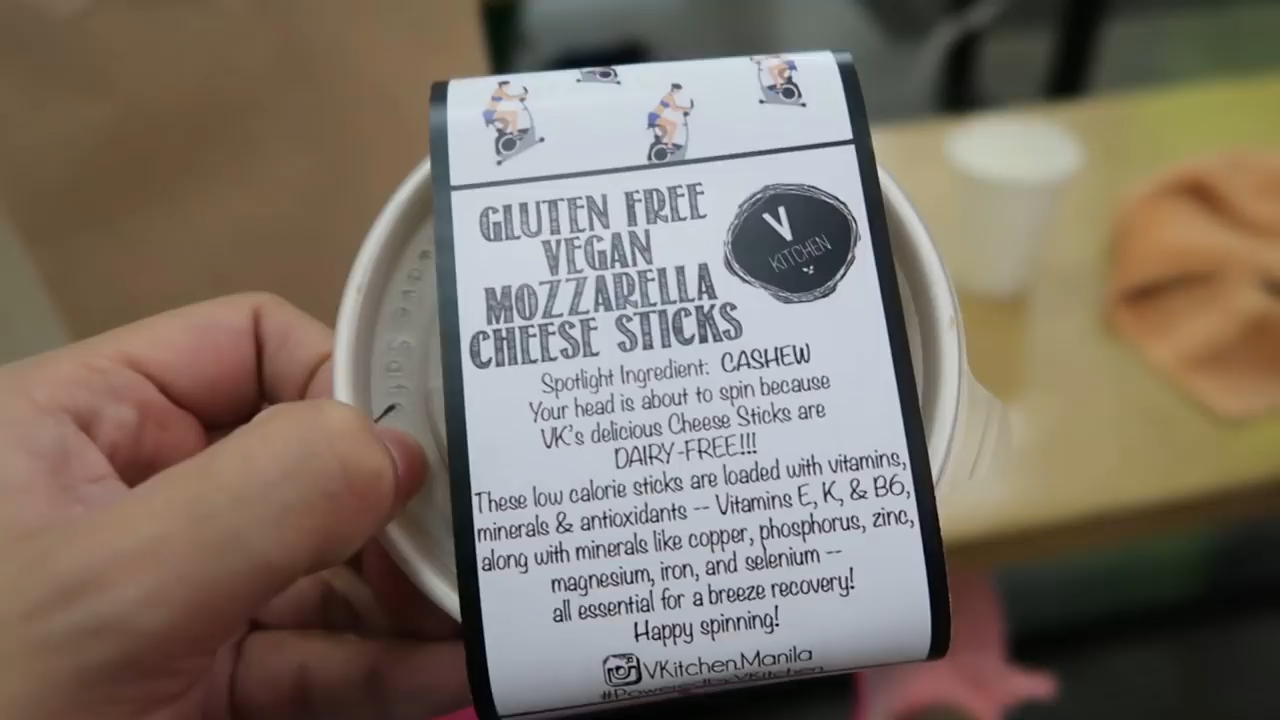 GLUTEN FREE
VEGAN
MOZZARELLA
CHEESE STICKS
V
KITCHEN
Spotlight Ingredient: CASHEW
Your head is about to spin because
VK's delicious Cheese Sticks are
DAIRY-FREE!!!
These low calorie sticks are loaded with vitamins,
minerals & antioxidants -- Vitamins E, K, & B6,
along with minerals like copper, phosphorus, zinc,
magnesium, iron, and selenium --
all essential for a breeze recovery!
Happy spinning!
VKitchen.Manila
#PoweredbyVKitchen